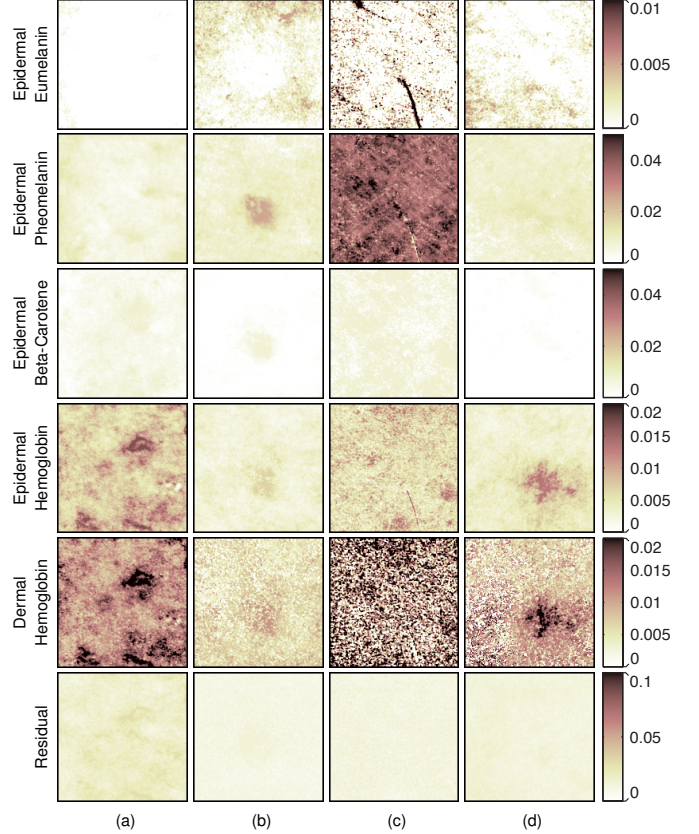 Epidermal
Eumelanin
0.01
0.005
0
Epidermal
Pheomelanin
0.04
0.02
0
Epidermal
Beta-Carotene
0.04
0.02
0
Epidermal
Hemoglobin
0.02
0.015
0.01
0.005
0
Dermal
Hemoglobin
0.02
0.015
0.01
0.005
0
Residual
0.1
0.05
0
(a) (b) (c) (d)